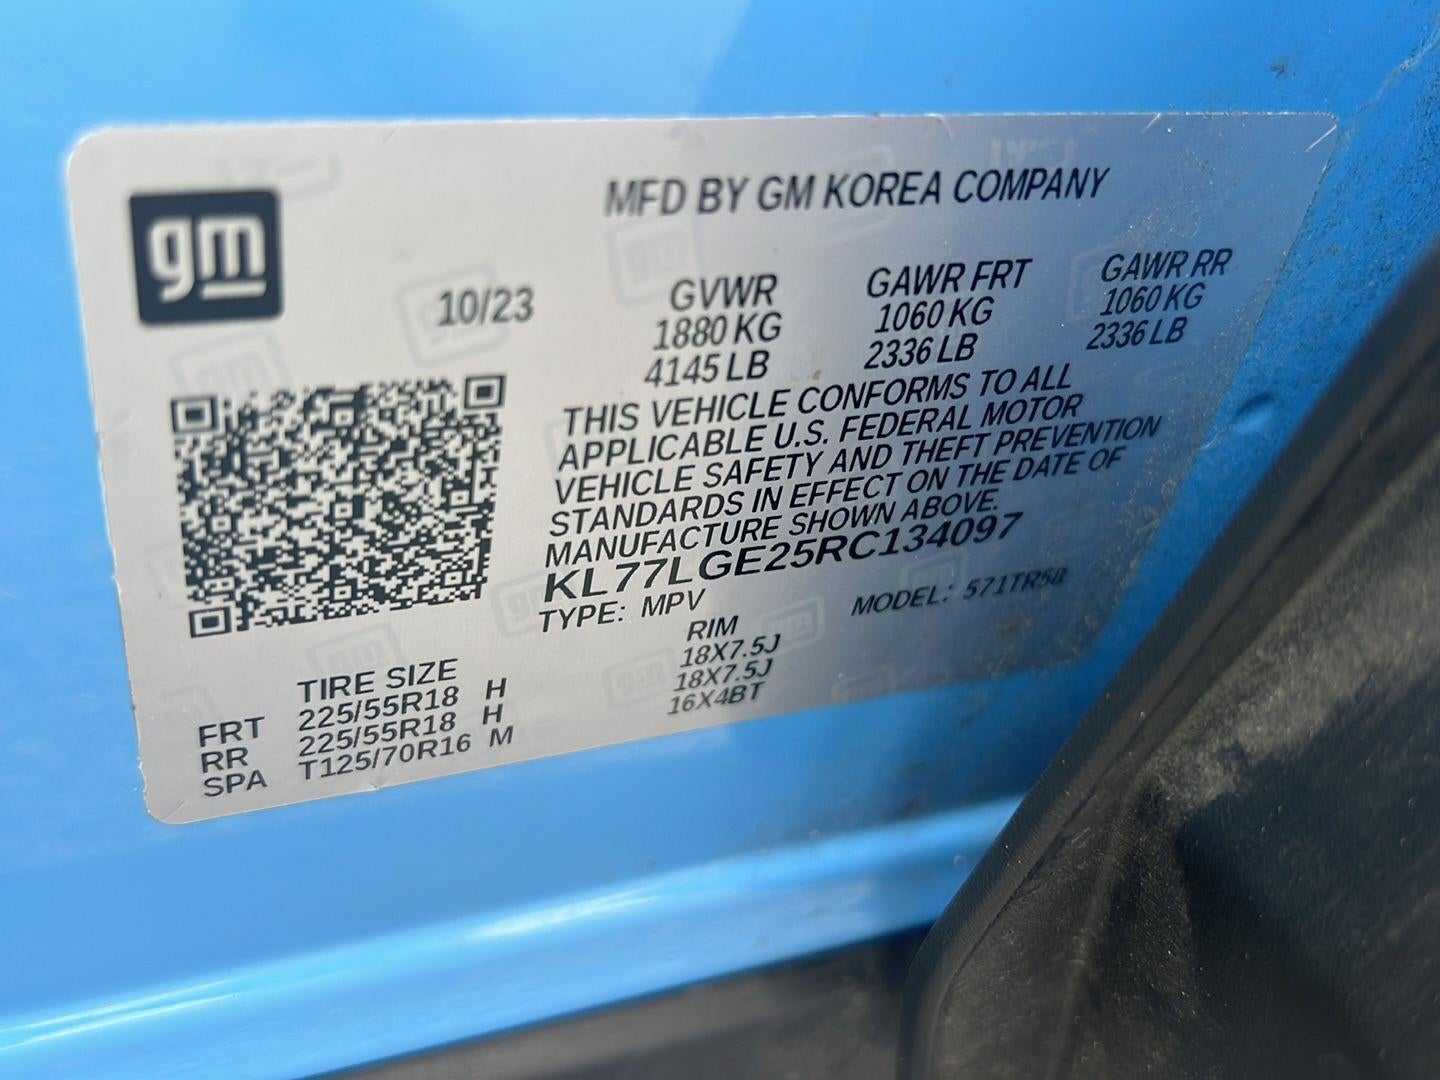 gm
MFD BY GM KOREA COMPANY
10/23
GVWR GAWR FRT GAWR RR
1880 KG 1060 KG 1060 KG
4145 LB 2336 LB 2336 LB
THIS VEHICLE CONFORMS TO ALL
APPLICABLE U.S. FEDERAL MOTOR
VEHICLE SAFETY AND THEFT PREVENTION
STANDARDS IN EFFECT ON THE DATE OF
MANUFACTURE SHOWN ABOVE.
KL77LGE25RC134097
TYPE: MPV MODEL: 571TR58
TIRE SIZE RIM
FRT 225/55R18 H 18X7.5J
RR 225/55R18 H 18X7.5J
SPA T125/70R16 M 16X4BT